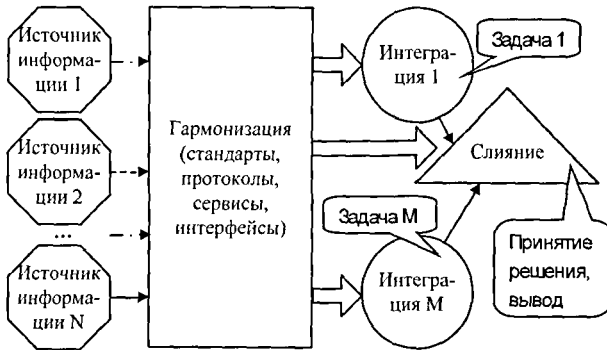 Источник
информа-
ции 1
Источник
информа-
ции 2
...
Источник
информа-
ции N
Гармонизация
(стандарты,
протоколы,
сервисы,
интерфейсы)
Интегра-
ция 1
Задача 1
Слияние
Задача М
Интегра-
ция М
Принятие
решения,
вывод